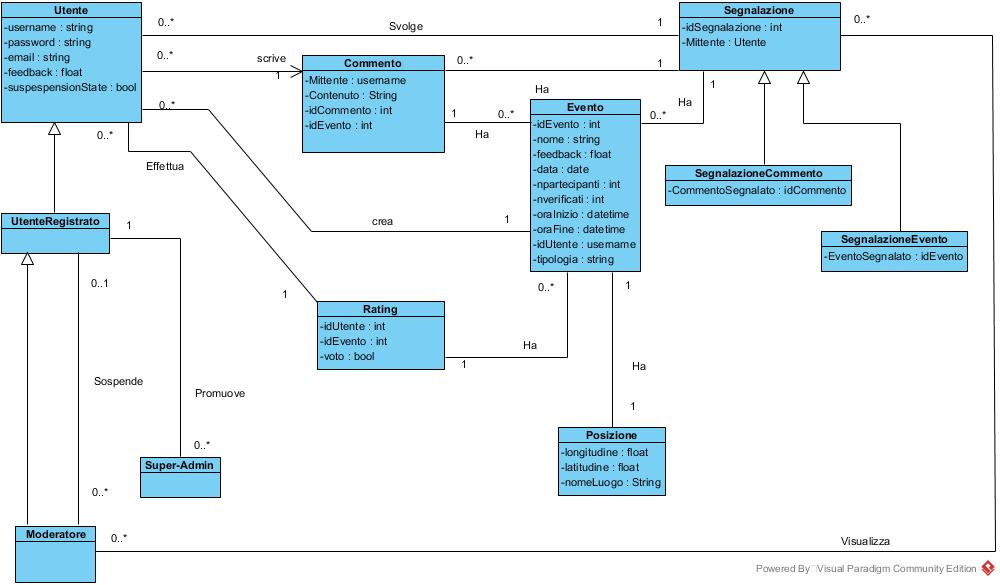 Utente
-username : string
-password : string
-email : string
-feedback : float
-suspespensionState : bool
0..*
Svolge
1
Segnalazione
-idSegnalazione : int
-Mittente : Utente
0..*
0..*
scrive
1
Commento
-Mittente : username
-Contenuto : String
-idCommento : int
-idEvento : int
0..*
Ha
1
1
Ha
0..*
0..*
Ha
1
Evento
-idEvento : int
-nome : string
-feedback : float
-data : date
-npartecipanti : int
-nverificati : int
-oraInizio : datetime
-oraFine : datetime
-idUtente : username
-tipologia : string
SegnalazioneCommento
-CommentoSegnalato : idCommento
SegnalazioneEvento
-EventoSegnalato : idEvento
0..*
crea
1
0..*
Effettua
1
UtenteRegistrato
1
0..1
Rating
-idUtente : int
-idEvento : int
-voto : bool
0..*
Ha
1
1
Ha
1
Posizione
-longitudine : float
-latitudine : float
-nomeLuogo : String
Sospende
Promuove
0..*
Super-Admin
0..*
Moderatore
0..*
Visualizza
Powered By Visual Paradigm Community Edition